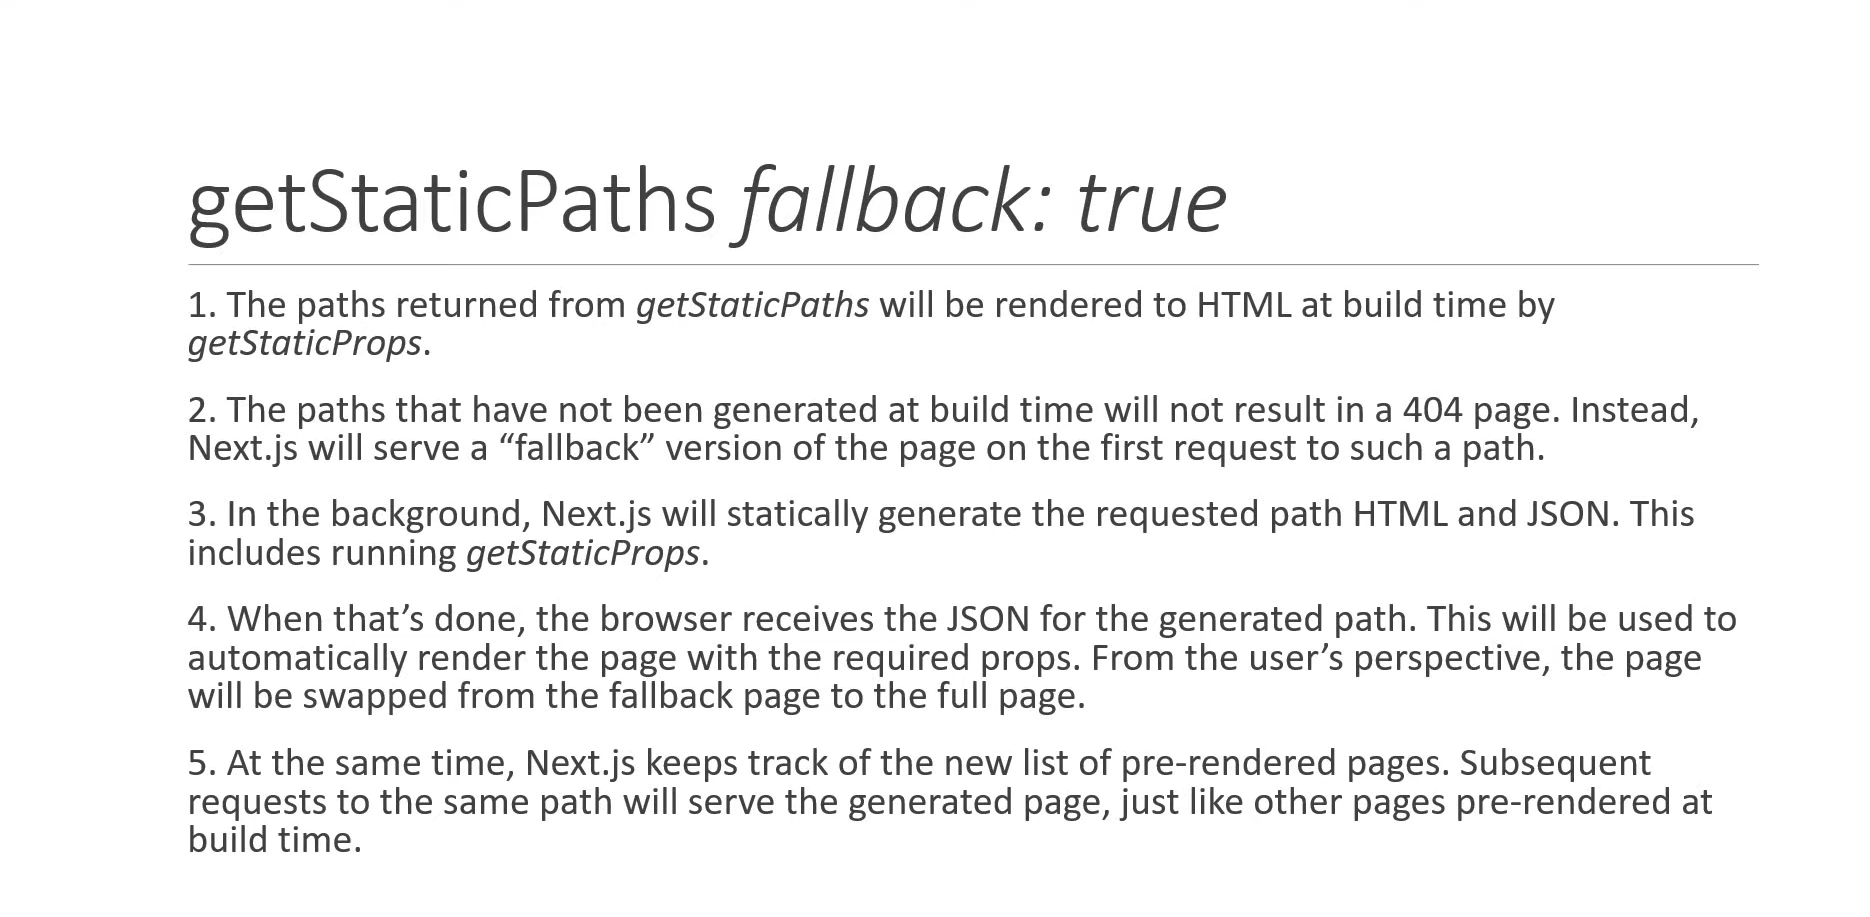 getStaticPaths fallback: true
1. The paths returned from getStaticPaths will be rendered to HTML at build time by
getStaticProps.
2. The paths that have not been generated at build time will not result in a 404 page. Instead,
Next.js will serve a “fallback” version of the page on the first request to such a path.
3. In the background, Next.js will statically generate the requested path HTML and JSON. This
includes running getStaticProps.
4. When that’s done, the browser receives the JSON for the generated path. This will be used to
automatically render the page with the required props. From the user’s perspective, the page
will be swapped from the fallback page to the full page.
5. At the same time, Next.js keeps track of the new list of pre-rendered pages. Subsequent
requests to the same path will serve the generated page, just like other pages pre-rendered at
build time.